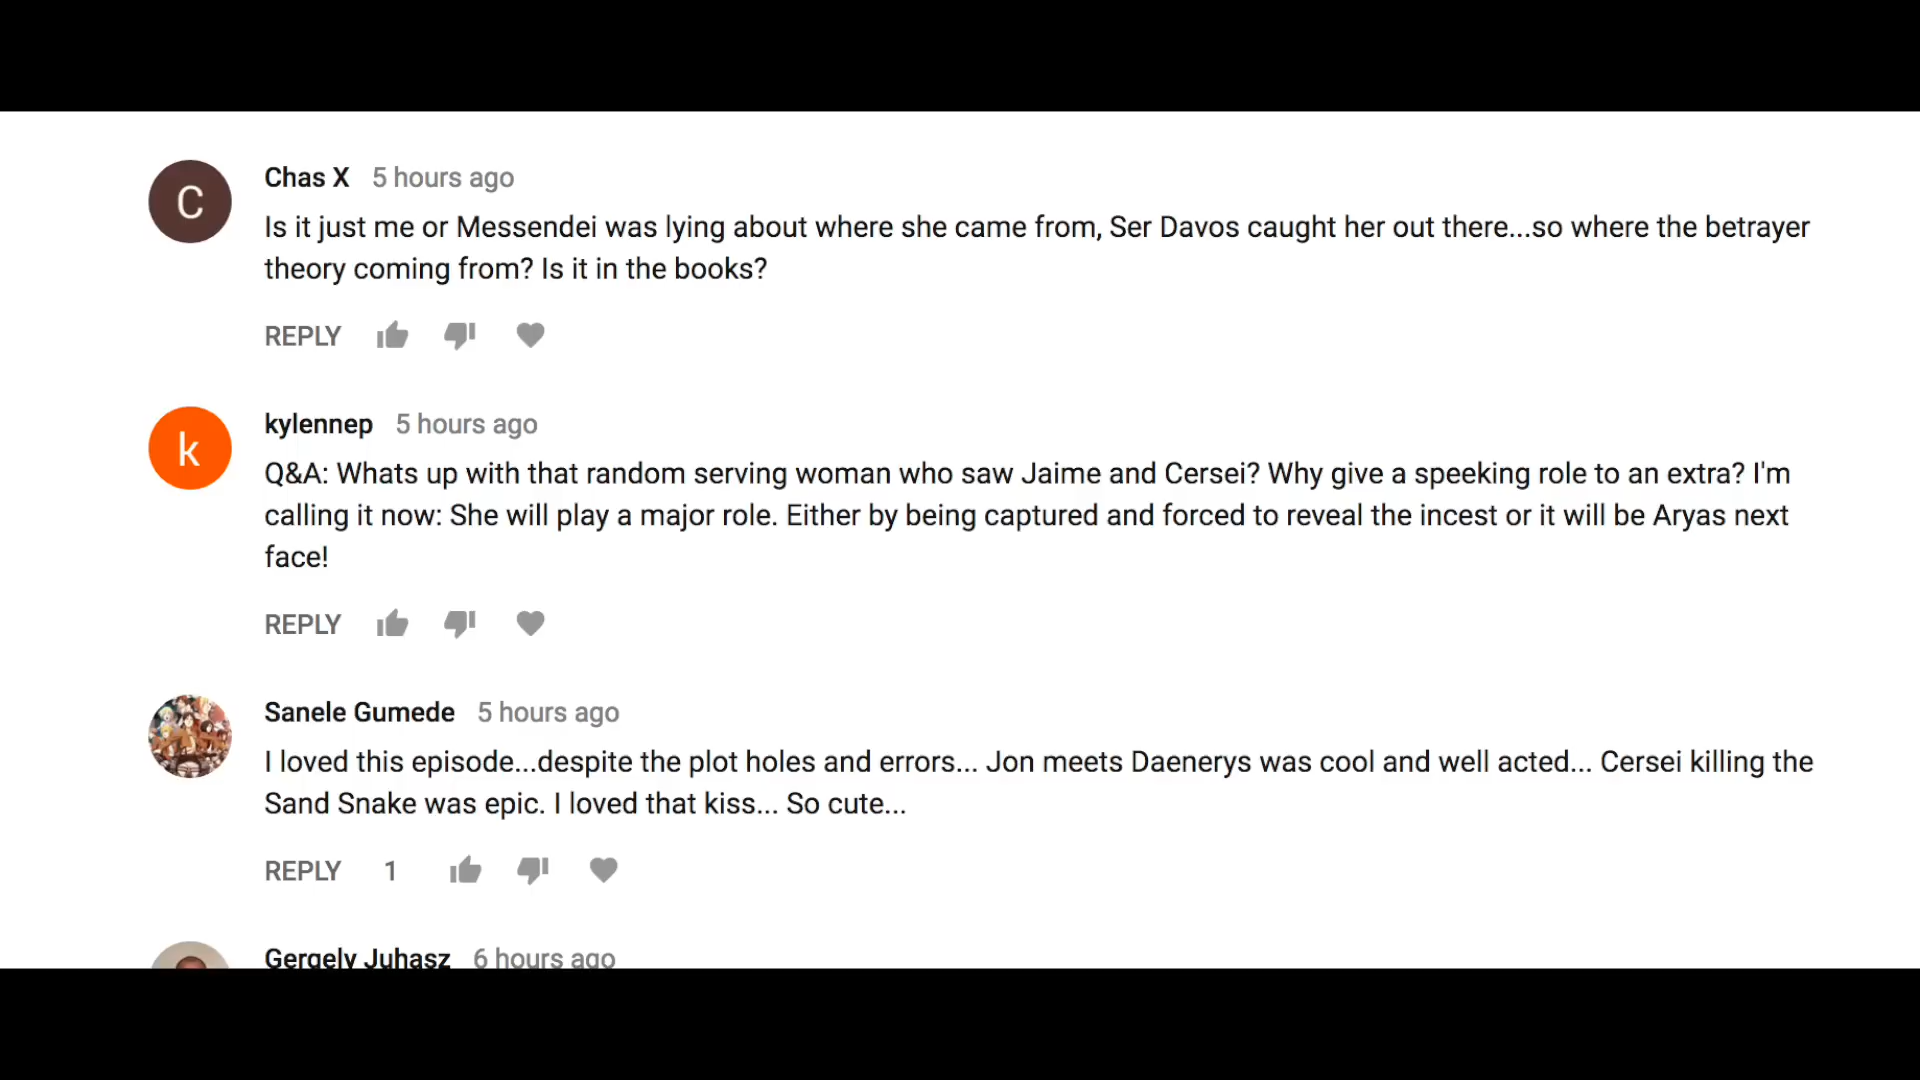 C
Chas X 5 hours ago
Is it just me or Messendei was lying about where she came from, Ser Davos caught her out there...so where the betrayer
theory coming from? Is it in the books?
REPLY
k
kylennep 5 hours ago
Q&A: Whats up with that random serving woman who saw Jaime and Cersei? Why give a speeking role to an extra? I'm
calling it now: She will play a major role. Either by being captured and forced to reveal the incest or it will be Aryas next
face!
REPLY
Sanele Gumede 5 hours ago
I loved this episode...despite the plot holes and errors... Jon meets Daenerys was cool and well acted... Cersei killing the
Sand Snake was epic. I loved that kiss... So cute...
REPLY 1
Gergely Juhasz 6 hours ago